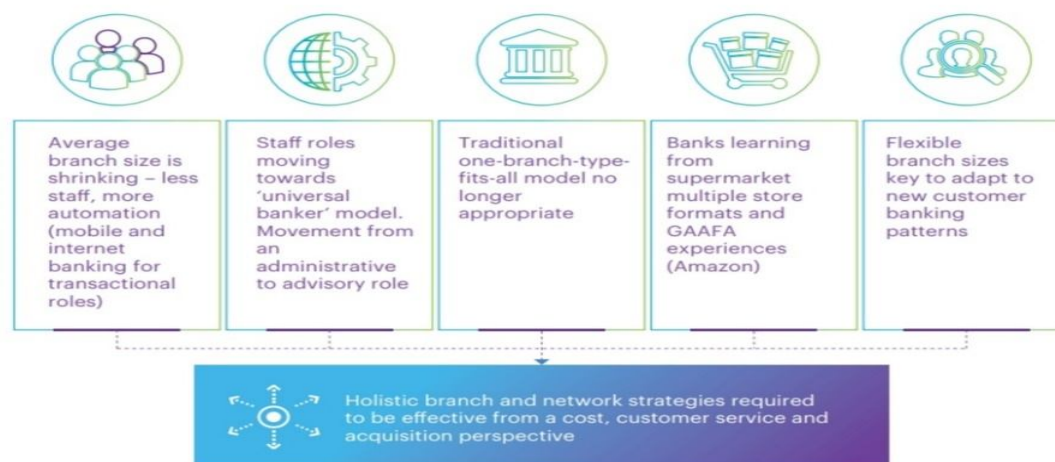 Average
branch size is
shrinking – less
staff, more
automation
(mobile and
internet
banking for
transactional
roles)
Staff roles
moving
towards
‘universal
banker’ model.
Movement from
an
administrative
to advisory role
Traditional
one-branch-type-
fits-all model no
longer
appropriate
Banks learning
from
supermarket
multiple store
formats and
GAAFA
experiences
(Amazon)
Flexible
branch sizes
key to adapt to
new customer
banking
patterns
Holistic branch and network strategies required
to be effective from a cost, customer service and
acquisition perspective